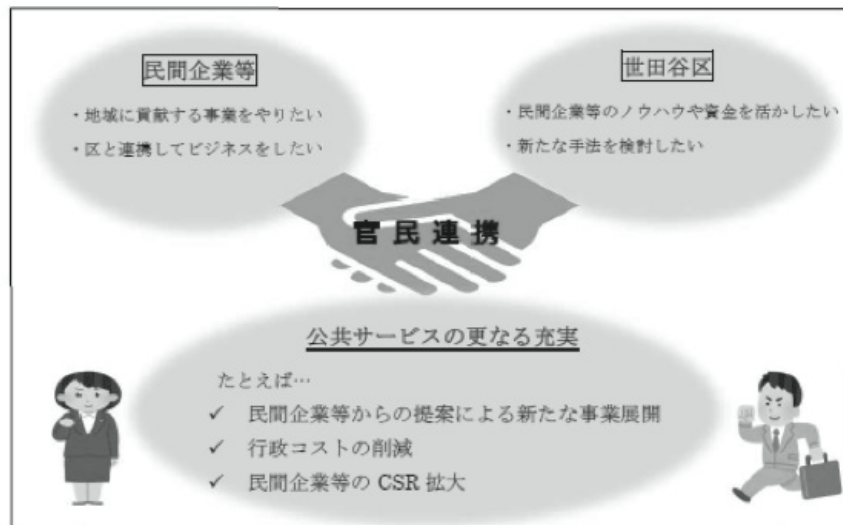 民間企業等
・地域に貢献する事業をやりたい
・区と連携してビジネスをしたい
世田谷区
・民間企業等のノウハウや資金を活かしたい
・新たな手法を検討したい
官民連携
公共サービスの更なる充実
たとえば…
✓ 民間企業等からの提案による新たな事業展開
✓ 行政コストの削減
✓ 民間企業等の CSR 拡大